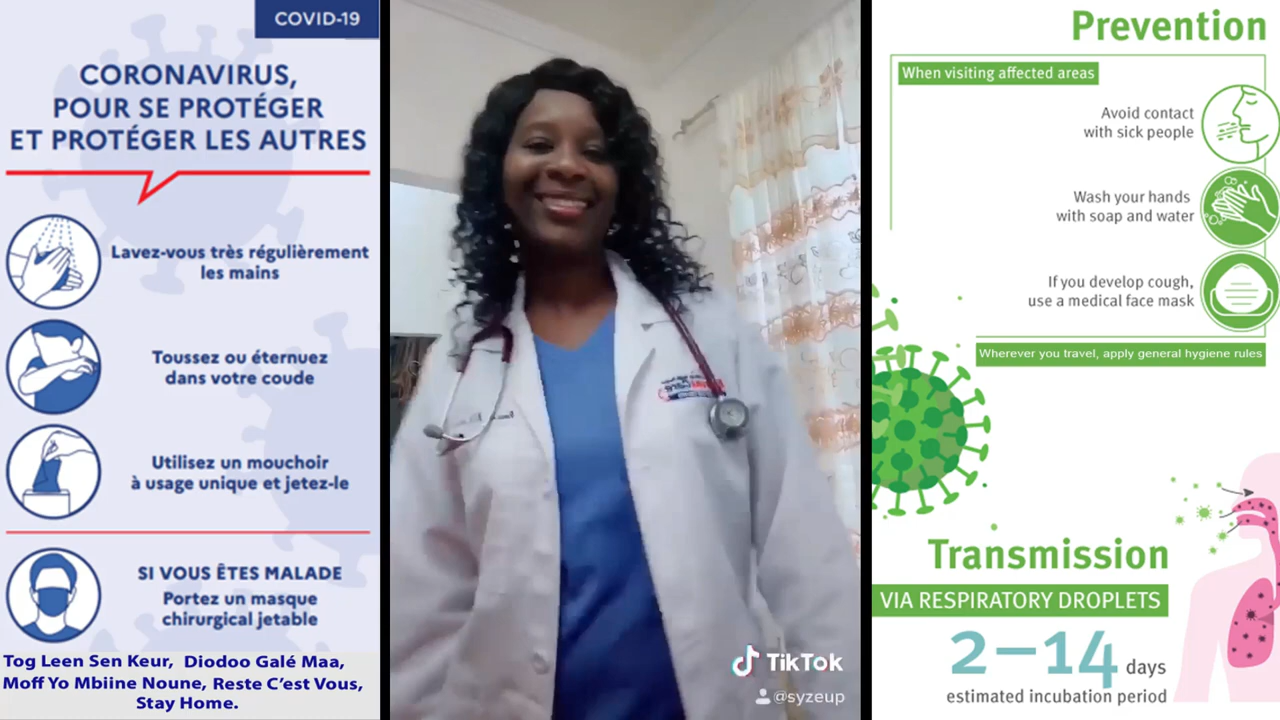 COVID-19
CORONAVIRUS,
POUR SE PROTÉGER
ET PROTÉGER LES AUTRES
Lavez-vous très régulièrement
les mains
Toussez ou éternuez
dans votre coude
Utilisez un mouchoir
à usage unique et jetez-le
SI VOUS ÊTES MALADE
Portez un masque
chirurgical jetable
Tog Leen Sen Keur, Diodoo Galé Maa,
Moff Yo Mbiine Noune, Reste C'est Vous,
Stay Home.
TikTok
@syzeup
Prevention
When visiting affected areas
Avoid contact
with sick people
Wash your hands
with soap and water
If you develop cough,
use a medical face mask
Wherever you travel, apply general hygiene rules
Transmission
VIA RESPIRATORY DROPLETS
2–14 days
estimated incubation period